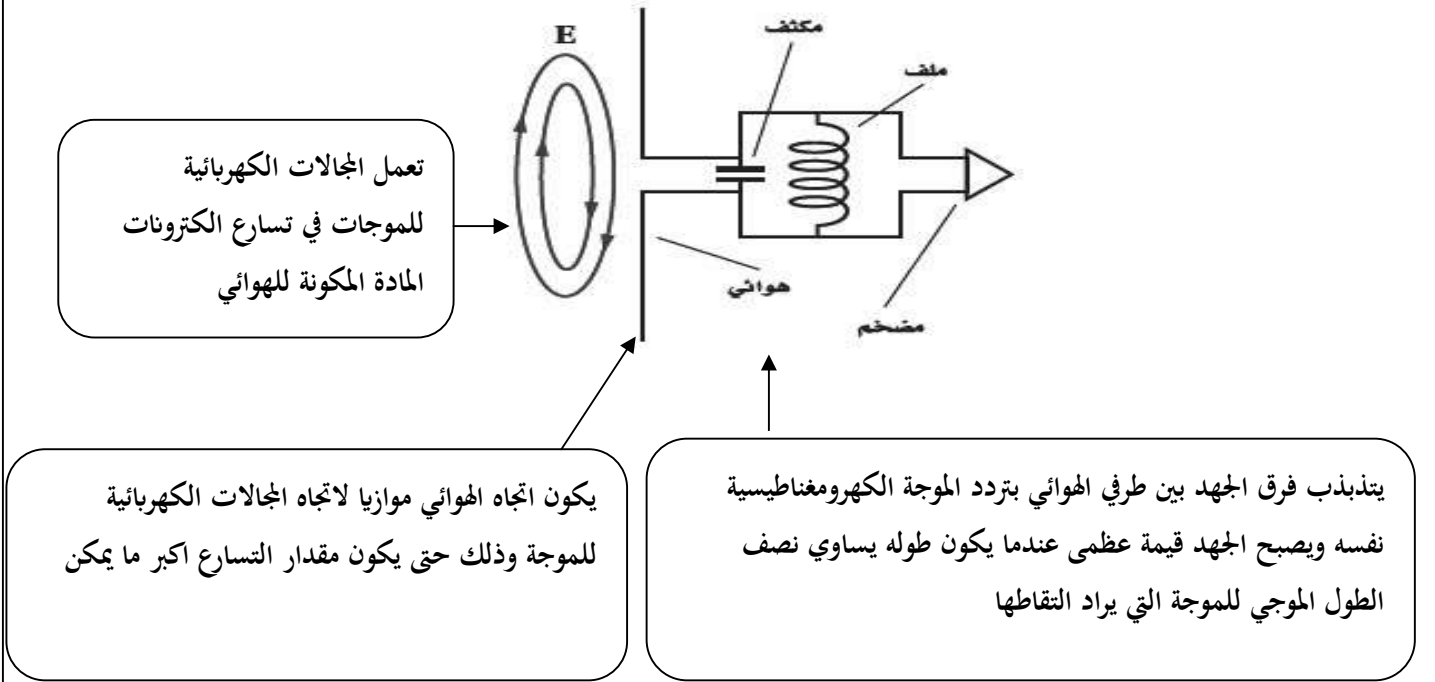 E
مكثف
ملف
هوائي
مضخم
تعمل المجالات الكهربائية
للموجات في تسارع الكترونات
المادة المكونة للهوائي
يتذبذب فرق الجهد بين طرفي الهوائي بتردد الموجة الكهرومغناطيسية
نفسه ويصبح الجهد قيمة عظمى عندما يكون طوله يساوي نصف
الطول الموجي للموجة التي يراد التقاطها
يكون اتجاه الهوائي موازيا لاتجاه المجالات الكهربائية
للموجة وذلك حتى يكون مقدار التسارع اكبر ما يمكن